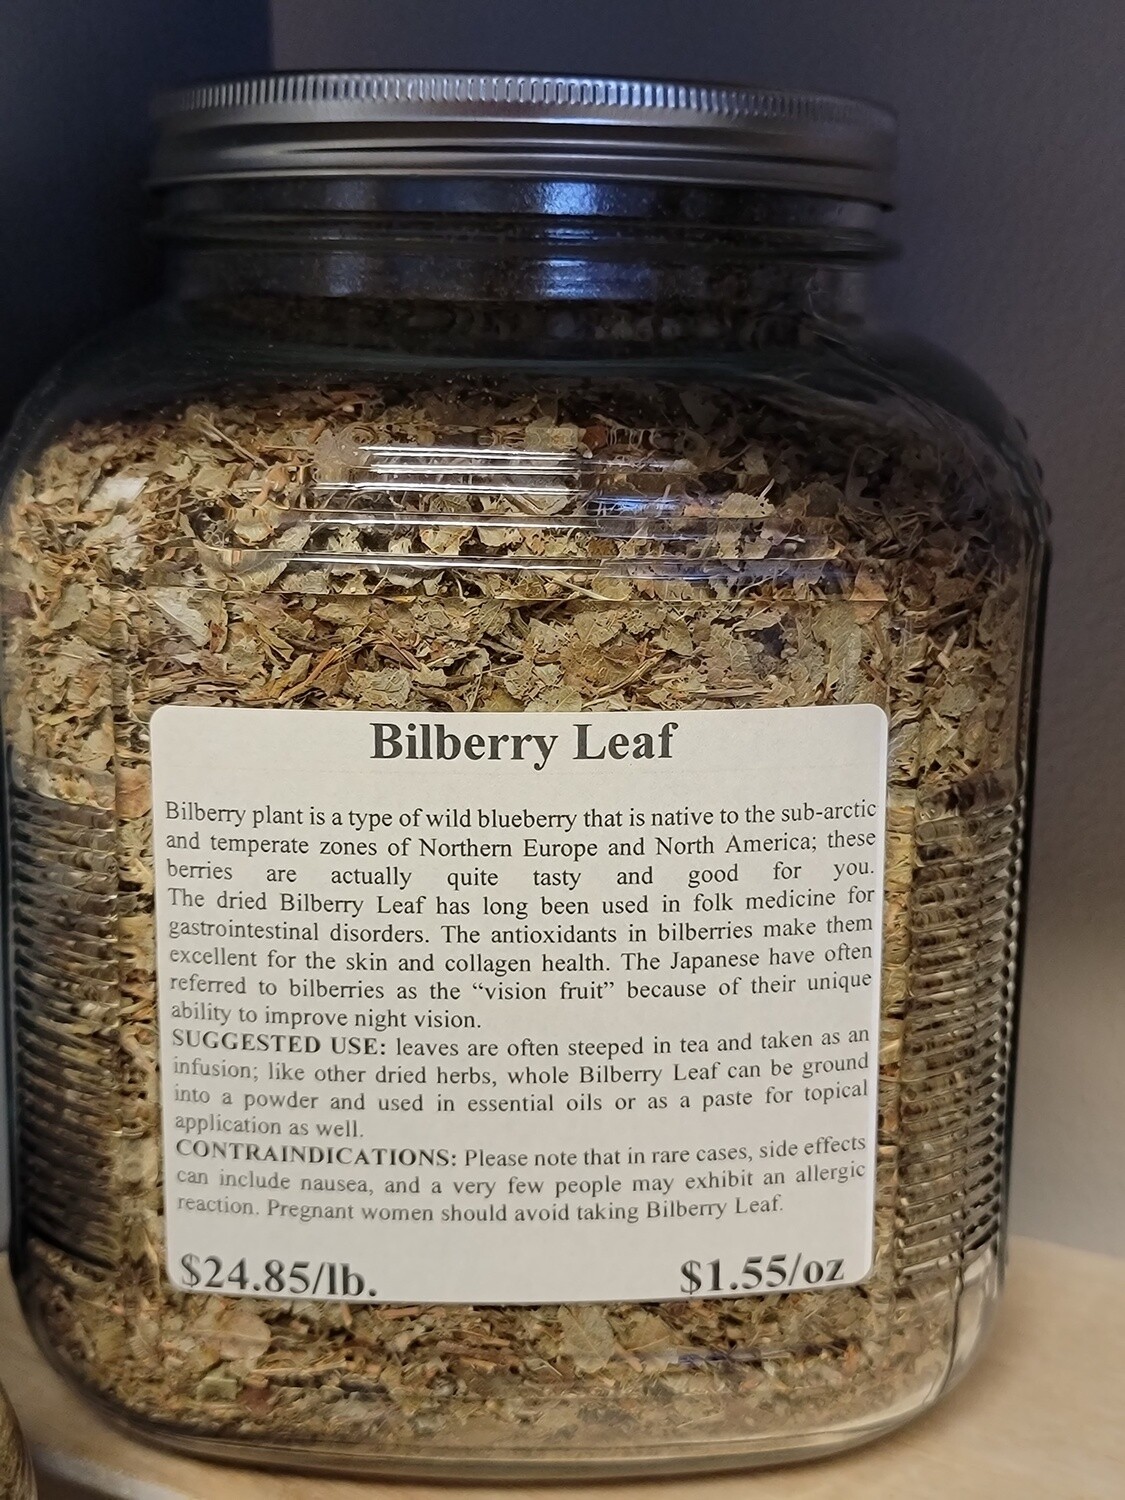 Bilberry Leaf
Bilberry plant is a type of wild blueberry that is native to the sub-arctic
and temperate zones of Northern Europe and North America; these
berries are actually quite tasty and good for you.
The dried Bilberry Leaf has long been used in folk medicine for
gastrointestinal disorders. The antioxidants in bilberries make them
excellent for the skin and collagen health. The Japanese have often
referred to bilberries as the “vision fruit” because of their unique
ability to improve night vision.
SUGGESTED USE: leaves are often steeped in tea and taken as an
infusion; like other dried herbs, whole Bilberry Leaf can be ground
into a powder and used in essential oils or as a paste for topical
application as well.
CONTRAINDICATIONS: Please note that in rare cases, side effects
can include nausea, and a very few people may exhibit an allergic
reaction. Pregnant women should avoid taking Bilberry Leaf.
$24.85/lb. $1.55/oz